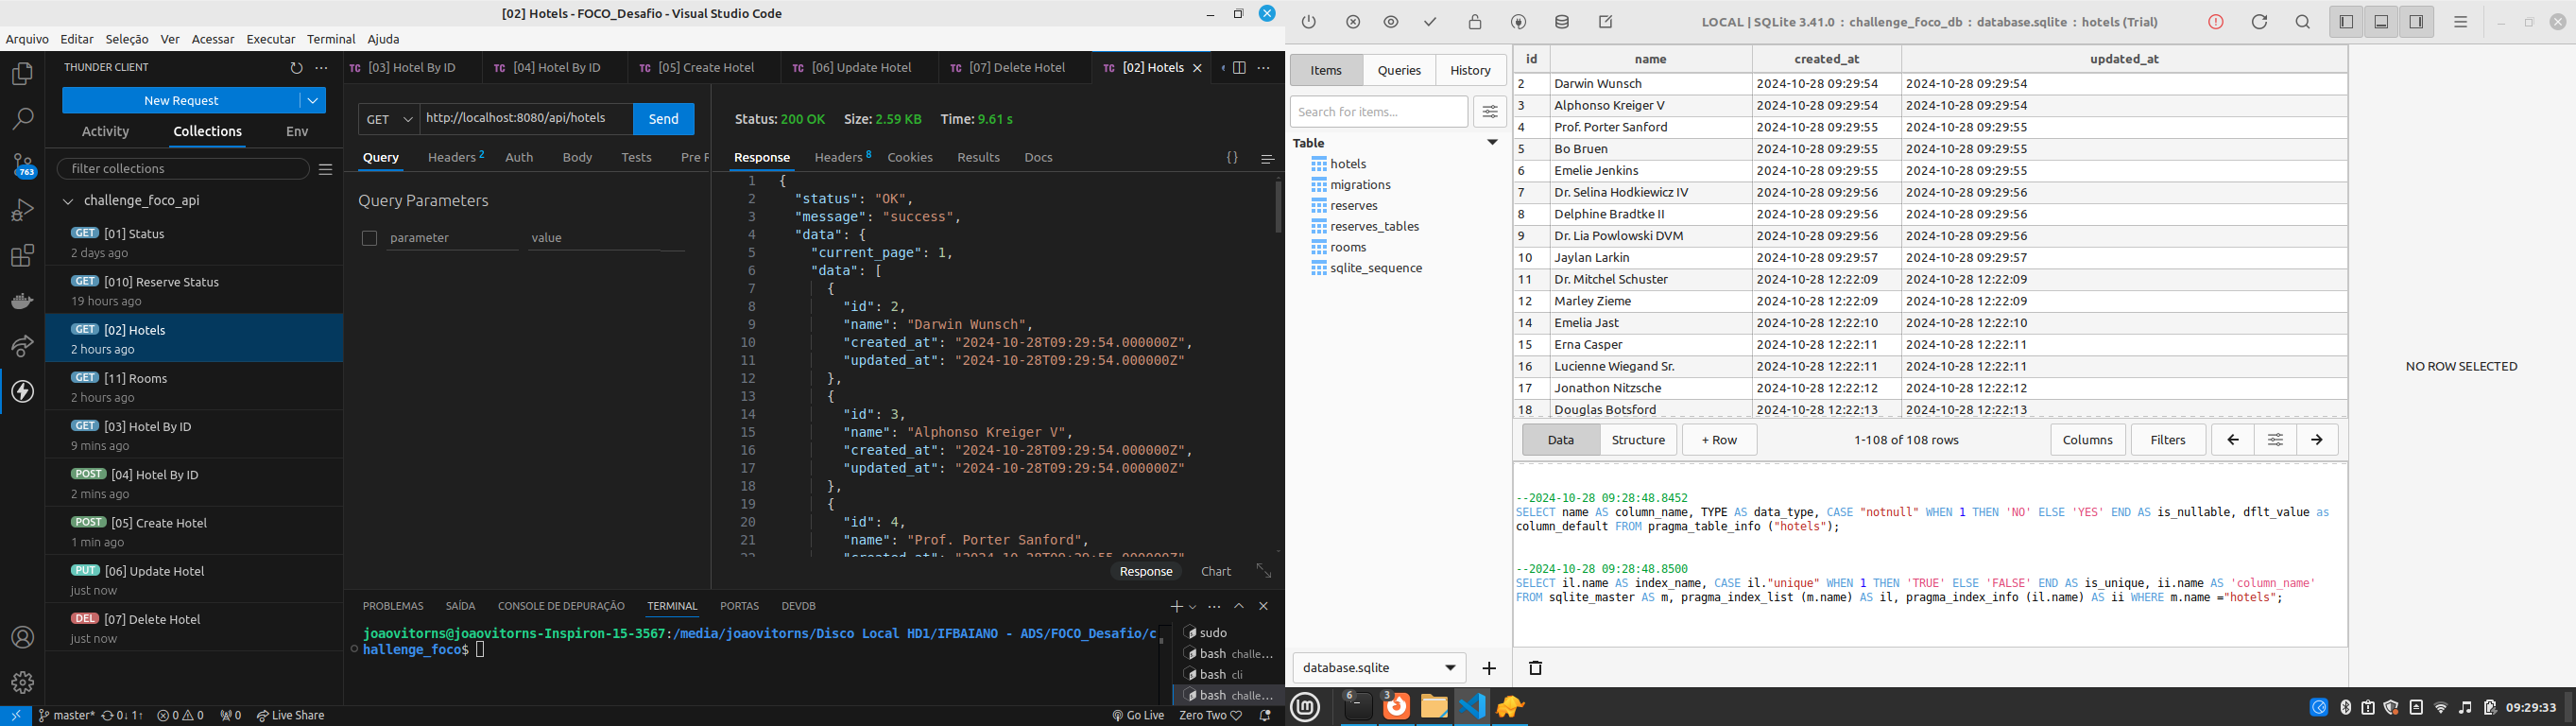 [02] Hotels - FOCO_Desafio - Visual Studio Code
Arquivo Editar Seleção Ver Acessar Executar Terminal Ajuda
THUNDER CLIENT
New Request
Activity Collections Env
filter collections
challenge_foco_api
GET [01] Status
2 days ago
GET [010] Reserve Status
19 hours ago
GET [02] Hotels
2 hours ago
GET [11] Rooms
2 hours ago
GET [03] Hotel By ID
9 mins ago
POST [04] Hotel By ID
2 mins ago
POST [05] Create Hotel
1 min ago
PUT [06] Update Hotel
just now
DEL [07] Delete Hotel
just now
763
TC [03] Hotel By ID TC [04] Hotel By ID TC [05] Create Hotel TC [06] Update Hotel TC [07] Delete Hotel TC [02] Hotels
GET http://localhost:8080/api/hotels Send
Query Headers 2 Auth Body Tests Pre
Query Parameters
parameter value
Status: 200 OK Size: 2.59 KB Time: 9.61 s
Response Headers 8 Cookies Results Docs {}
1 {
2 "status": "OK",
3 "message": "success",
4 "data": {
5 "current_page": 1,
6 "data": [
7 {
8 "id": 2,
9 "name": "Darwin Wunsch",
10 "created_at": "2024-10-28T09:29:54.000000Z",
11 "updated_at": "2024-10-28T09:29:54.000000Z"
12 },
13 {
14 "id": 3,
15 "name": "Alphonso Kreiger V",
16 "created_at": "2024-10-28T09:29:54.000000Z",
17 "updated_at": "2024-10-28T09:29:54.000000Z"
18 },
19 {
20 "id": 4,
21 "name": "Prof. Porter Sanford",
22 "created_at": "2024-10-28T09:29:55.000000Z"
Response Chart
PROBLEMAS SAÍDA CONSOLE DE DEPURAÇÃO TERMINAL PORTAS DEVDB
joaovitorns@joaovitorns-Inspiron-15-3567:/media/joaovitorns/Disco Local HD1/IFBAIANO - ADS/FOCO_Desafio/c
hallenge_foco$
sudo
bash challe...
bash cli
bash challe...
master* 0↓ 1↑ 0 0 0 Live Share
Go Live Zero Two
LOCAL | SQLite 3.41.0 : challenge_foco_db : database.sqlite : hotels (Trial)
Items Queries History
Search for items...
Table
hotels
migrations
reserves
reserves_tables
rooms
sqlite_sequence
database.sqlite
id name created_at updated_at
2 Darwin Wunsch 2024-10-28 09:29:54 2024-10-28 09:29:54
3 Alphonso Kreiger V 2024-10-28 09:29:54 2024-10-28 09:29:54
4 Prof. Porter Sanford 2024-10-28 09:29:55 2024-10-28 09:29:55
5 Bo Bruen 2024-10-28 09:29:55 2024-10-28 09:29:55
6 Emelie Jenkins 2024-10-28 09:29:55 2024-10-28 09:29:55
7 Dr. Selina Hodkiewicz IV 2024-10-28 09:29:56 2024-10-28 09:29:56
8 Delphine Bradtke II 2024-10-28 09:29:56 2024-10-28 09:29:56
9 Dr. Lia Powlowski DVM 2024-10-28 09:29:56 2024-10-28 09:29:56
10 Jaylan Larkin 2024-10-28 09:29:57 2024-10-28 09:29:57
11 Dr. Mitchel Schuster 2024-10-28 12:22:09 2024-10-28 12:22:09
12 Marley Zieme 2024-10-28 12:22:09 2024-10-28 12:22:09
14 Emelia Jast 2024-10-28 12:22:10 2024-10-28 12:22:10
15 Erna Casper 2024-10-28 12:22:11 2024-10-28 12:22:11
16 Lucienne Wiegand Sr. 2024-10-28 12:22:11 2024-10-28 12:22:11
17 Jonathon Nitzsche 2024-10-28 12:22:12 2024-10-28 12:22:12
18 Douglas Botsford 2024-10-28 12:22:13 2024-10-28 12:22:13
Data Structure + Row 1-108 of 108 rows Columns Filters
--2024-10-28 09:28:48.8452
SELECT name AS column_name, TYPE AS data_type, CASE "notnull" WHEN 1 THEN 'NO' ELSE 'YES' END AS is_nullable, dflt_value as
column_default FROM pragma_table_info ("hotels");
--2024-10-28 09:28:48.8500
SELECT il.name AS index_name, CASE il."unique" WHEN 1 THEN 'TRUE' ELSE 'FALSE' END AS is_unique, ii.name AS 'column_name'
FROM sqlite_master AS m, pragma_index_list (m.name) AS il, pragma_index_info (il.name) AS ii WHERE m.name ="hotels";
NO ROW SELECTED
6 3
09:29:33